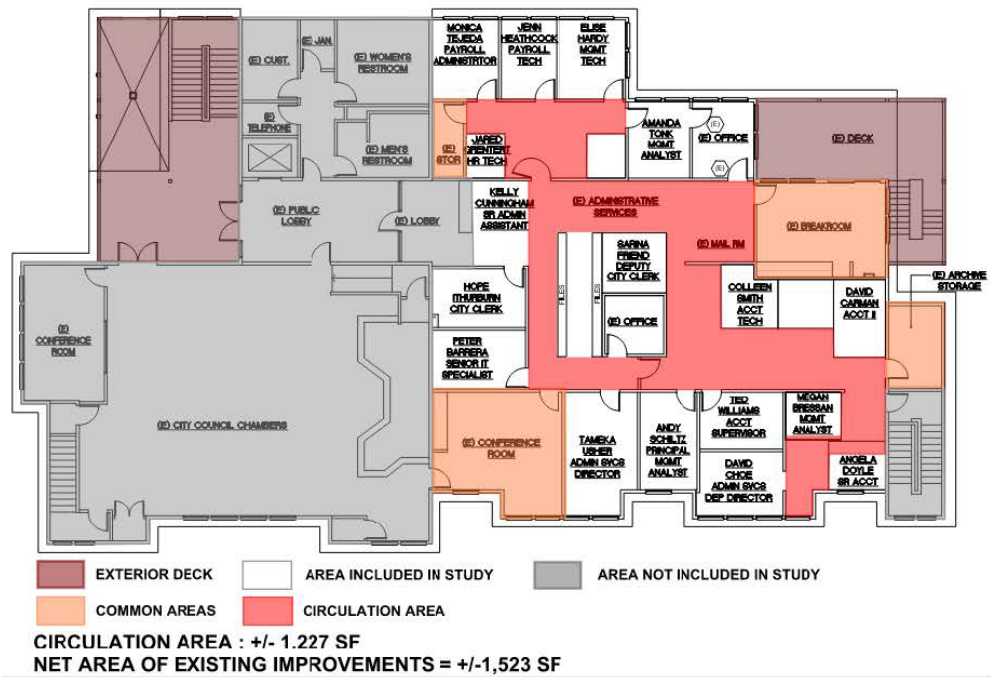 MONICA
TEJEDA
PAYROLL
ADMINISTRTOR
JENN
HEATHCOCK
PAYROLL
TECH
ELISE
HARDY
MGMT
TECH
(E) CUST.
(E) JAN.
(E) WOMEN'S
RESTROOM
(E)
TELEPHONE
(E) MEN'S
RESTROOM
(E)
STOR
JARED
GRENTERT
HR TECH
AMANDA
TONK
MGMT
ANALYST
(E)
(E) OFFICE
(E)
(E) DECK
(E) PUBLIC
LOBBY
(E) LOBBY
KELLY
CUNNINGHAM
SR ADMIN
ASSISTANT
(E) ADMINISTRATIVE
SERVICES
(E) BREAKROOM
SARINA
FRIEND
DEPUTY
CITY CLERK
(E) MAIL RM
(E) ARCHIVE
STORAGE
HOPE
ITHURBURN
CITY CLERK
FILES
FILES
(E) OFFICE
COLLEEN
SMITH
ACCT
TECH
DAVID
CARMAN
ACCT II
(E)
CONFERENCE
ROOM
PETER
BARRERA
SENIOR IT
SPECIALIST
(E) CITY COUNCIL CHAMBERS
(E) CONFERENCE
ROOM
TAMEKA
USHER
ADMIN SVCS
DIRECTOR
ANDY
SCHILTZ
PRINCIPAL
MGMT
ANALYST
TED
WILLIAMS
ACCT
SUPERVISOR
MEGAN
BRESSAN
MGMT
ANALYST
DAVID
CHOE
ADMIN SVCS
DEP DIRECTOR
ANGELA
DOYLE
SR ACCT
EXTERIOR DECK
AREA INCLUDED IN STUDY
AREA NOT INCLUDED IN STUDY
COMMON AREAS
CIRCULATION AREA
CIRCULATION AREA : +/- 1.227 SF
NET AREA OF EXISTING IMPROVEMENTS = +/-1,523 SF